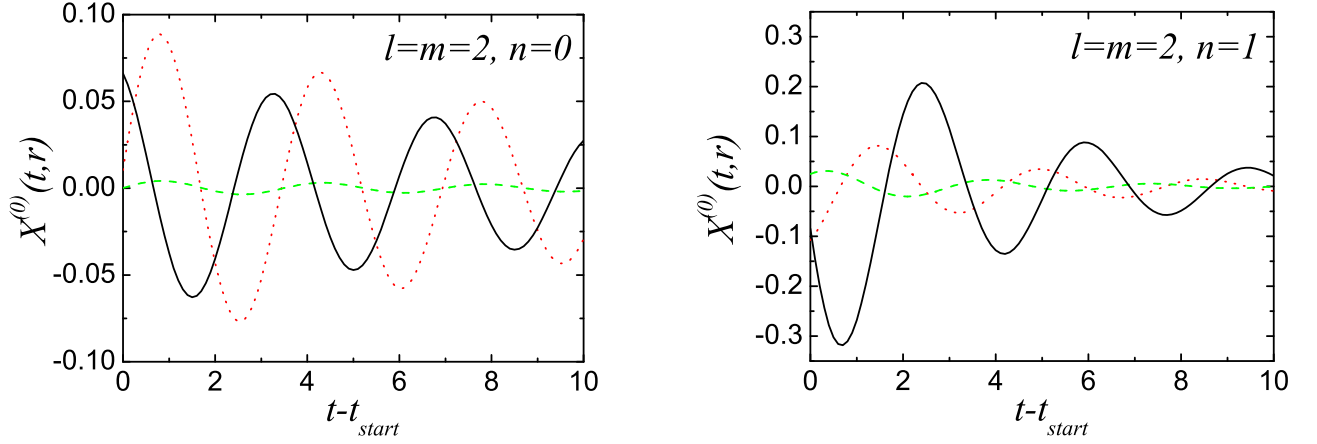 0.10
0.05
0.00
-0.05
-0.10
X^(0)(t,r)
l=m=2, n=0
0 2 4 6 8 10
t-t_start
0.3
0.2
0.1
0.0
-0.1
-0.2
-0.3
X^(0)(t,r)
l=m=2, n=1
0 2 4 6 8 10
t-t_start